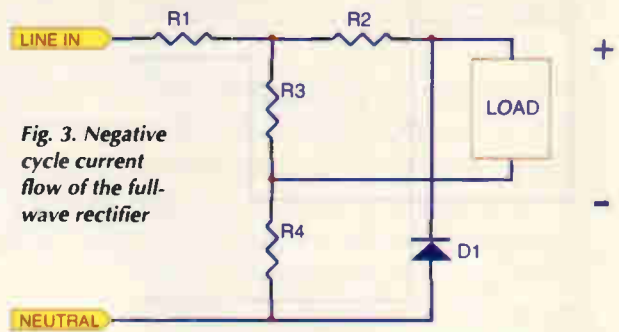 R1
R2
LINE IN
+
R3
LOAD
Fig. 3. Negative
cycle current
flow of the full-
wave rectifier
-
R4
D1
NEUTRAL